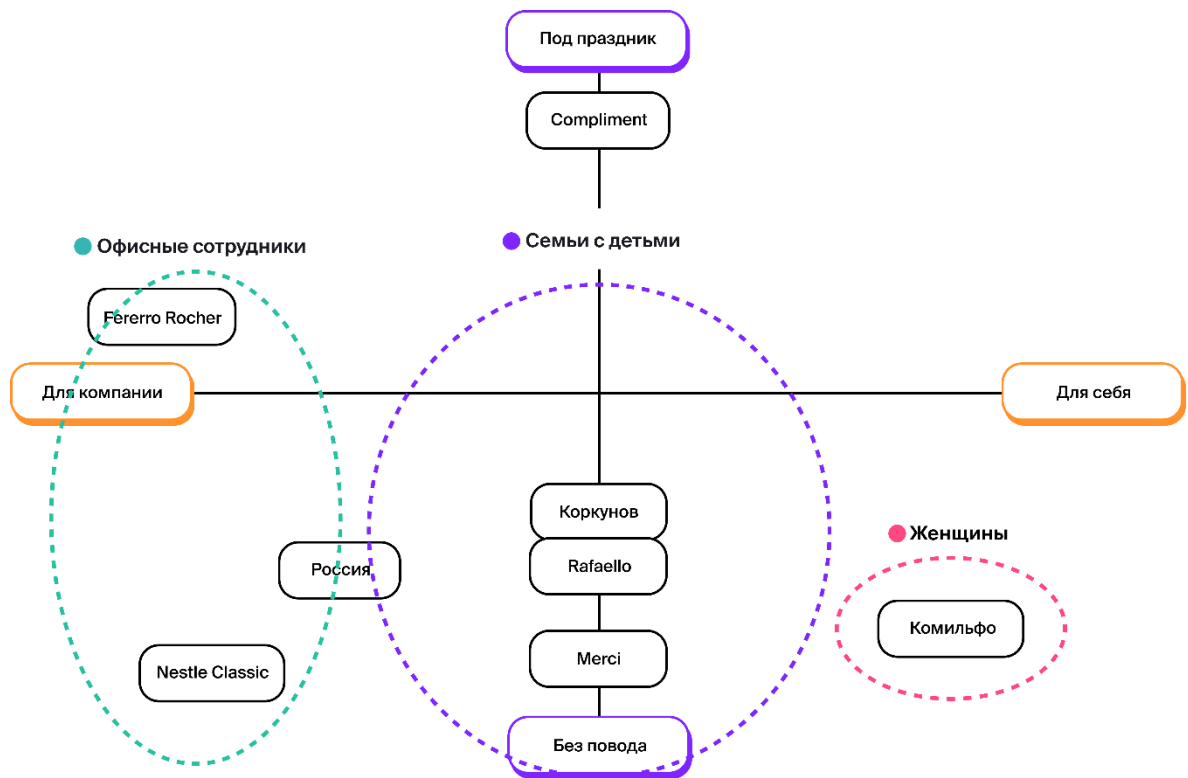 Под праздник
Compliment
Офисные сотрудники
Семьи с детьми
Fererro Rocher
Для компании
Для себя
Коркунов
Женщины
Rafaello
Россия
Комильфо
Merci
Nestle Classic
Без повода